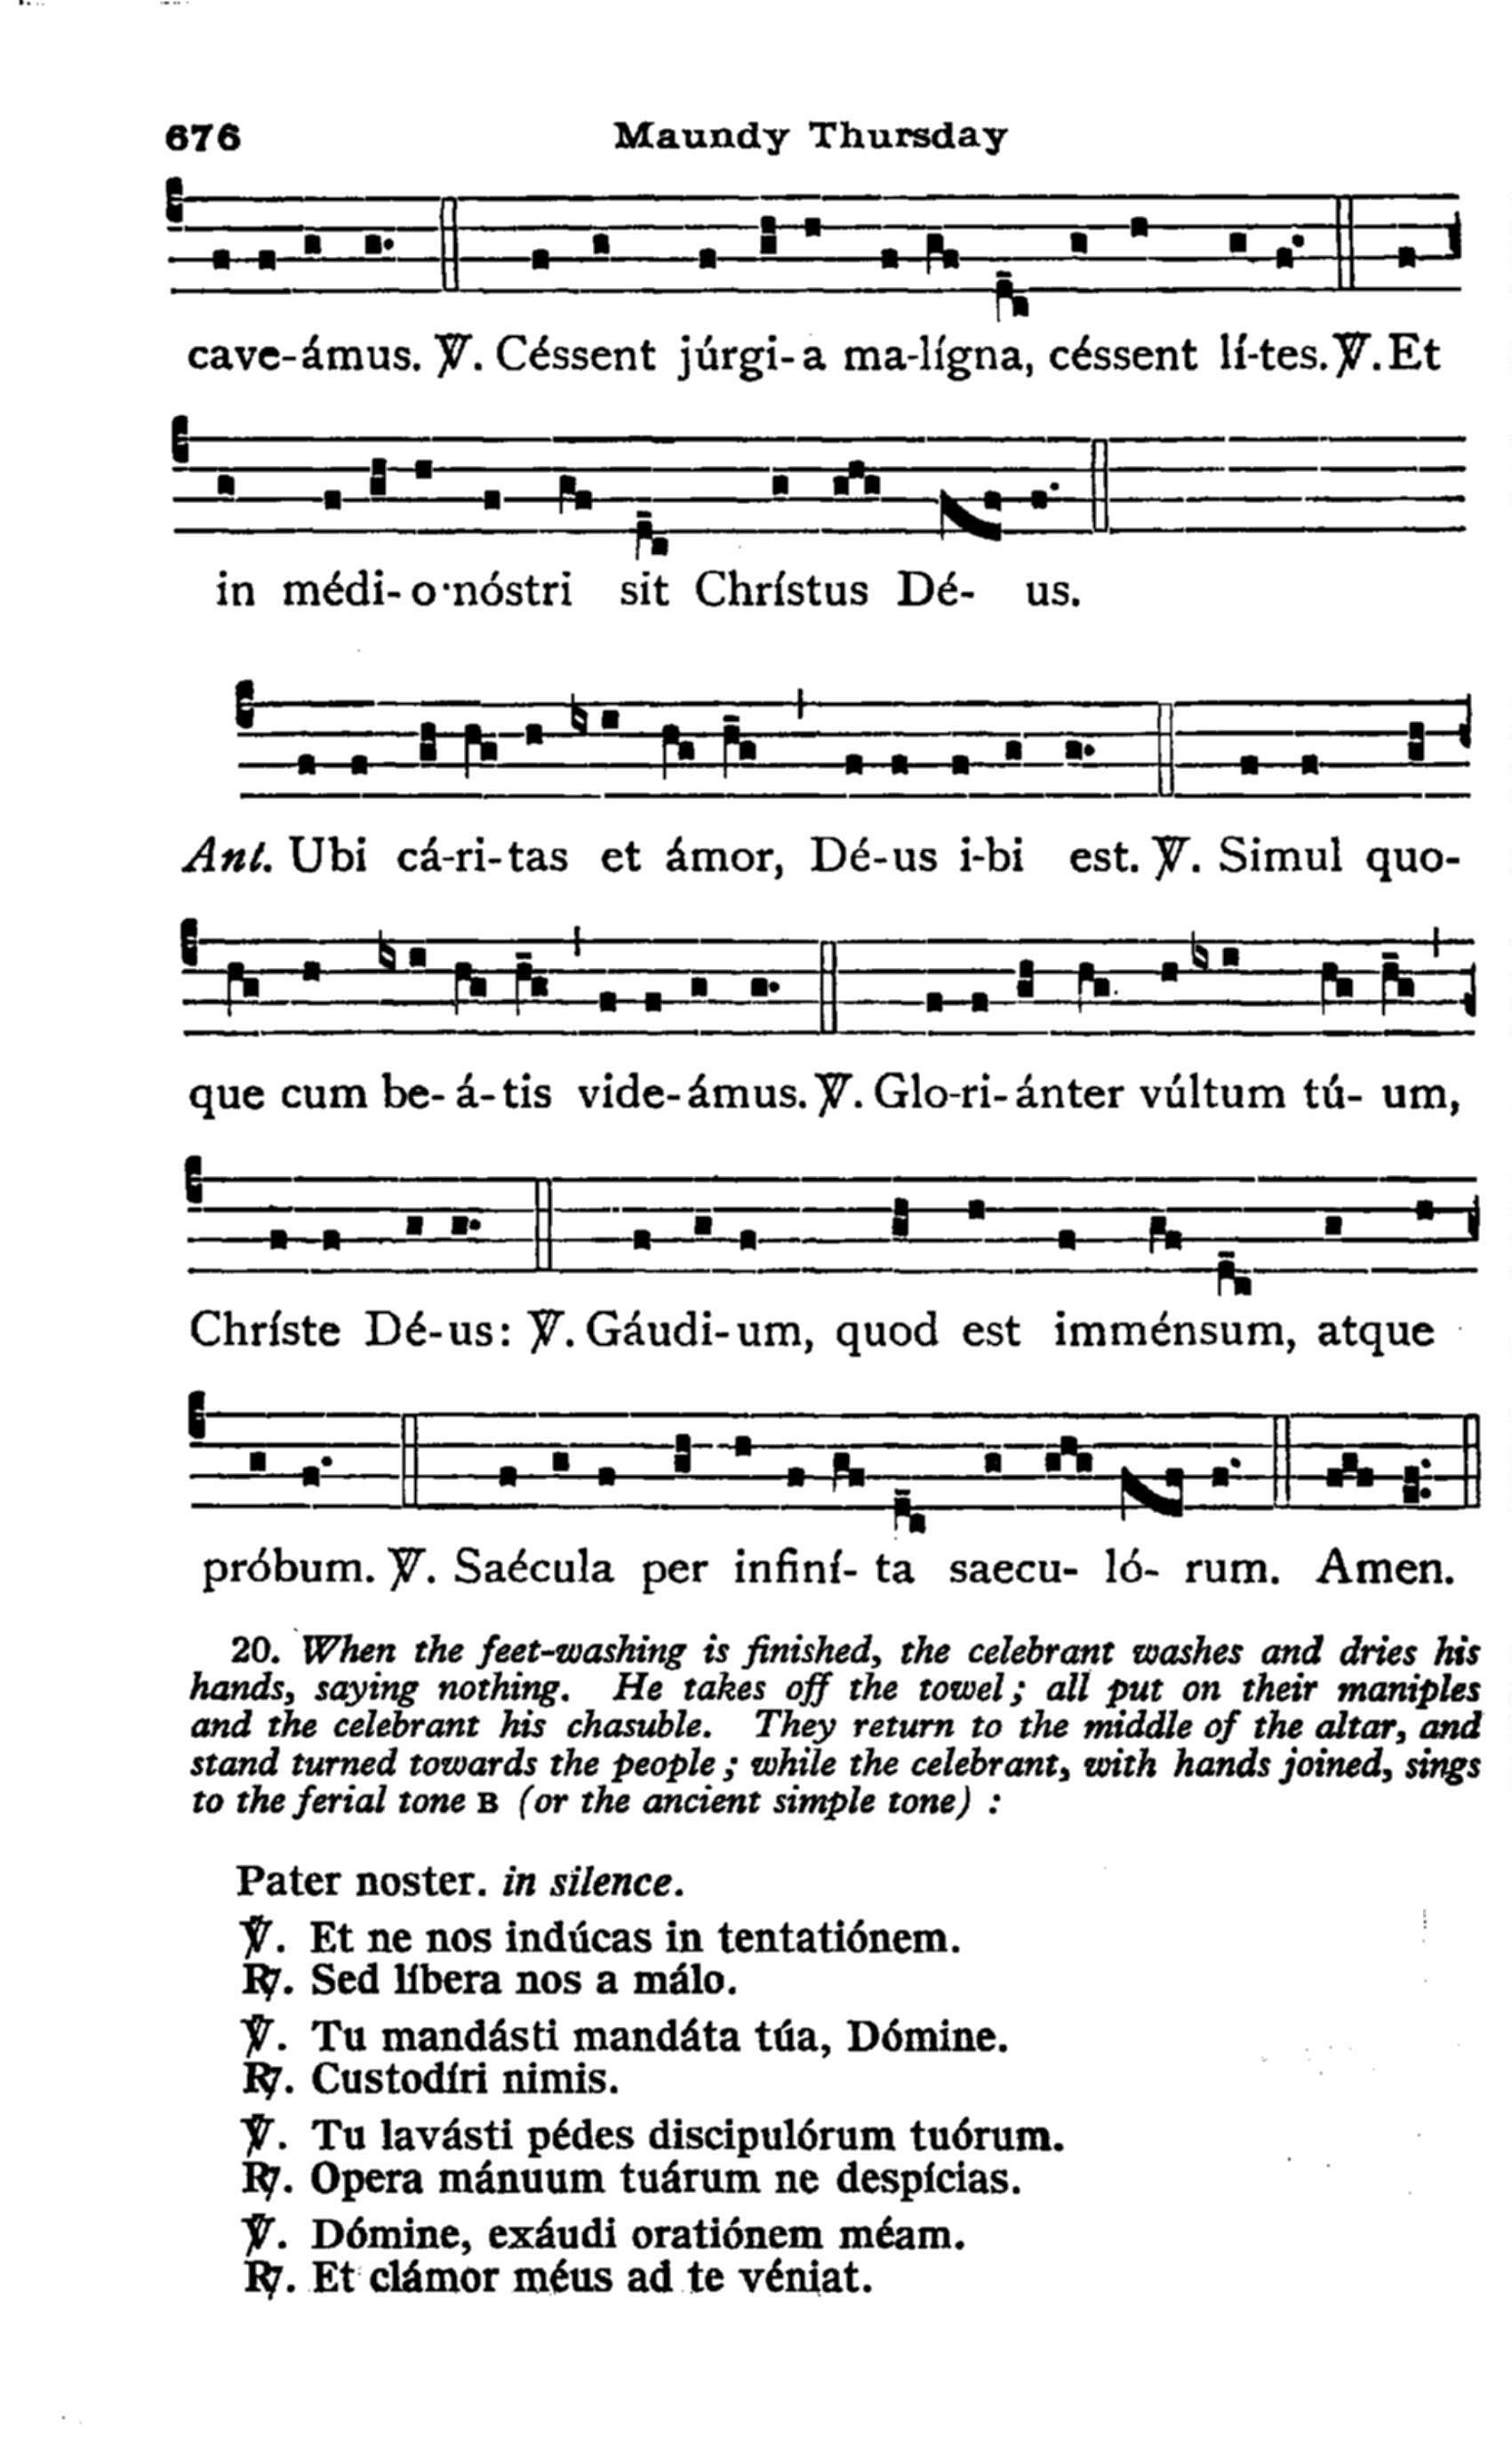 676 Maundy Thursday
cave-ámus. ℣. Céssent júrgi-a ma-lígna, céssent lí-tes. ℣. Et
in médi-o nóstri sit Chrístus Dé- us.
Ant. Ubi cá-ri-tas et ámor, Dé-us i-bi est. ℣. Simul quo-
que cum be-á-tis vide-ámus. ℣. Glo-ri-ánter vúltum tú- um,
Chríste Dé-us: ℣. Gáudi-um, quod est imménsum, atque
próbum. ℣. Saécula per infiní- ta saecu- ló- rum. Amen.
20. When the feet-washing is finished, the celebrant washes and dries his
hands, saying nothing. He takes off the towel; all put on their maniples
and the celebrant his chasuble. They return to the middle of the altar, and
stand turned towards the people; while the celebrant, with hands joined, sings
to the ferial tone B (or the ancient simple tone) :
Pater noster. in silence.
℣. Et ne nos indúcas in tentatiónem.
℟. Sed líbera nos a málo.
℣. Tu mandásti mandáta túa, Dómine.
℟. Custodíri nimis.
℣. Tu lavásti pédes discipulórum tuórum.
℟. Opera mánuum tuárum ne despícias.
℣. Dómine, exáudi oratiónem méam.
℟. Et clámor méus ad te véniat.